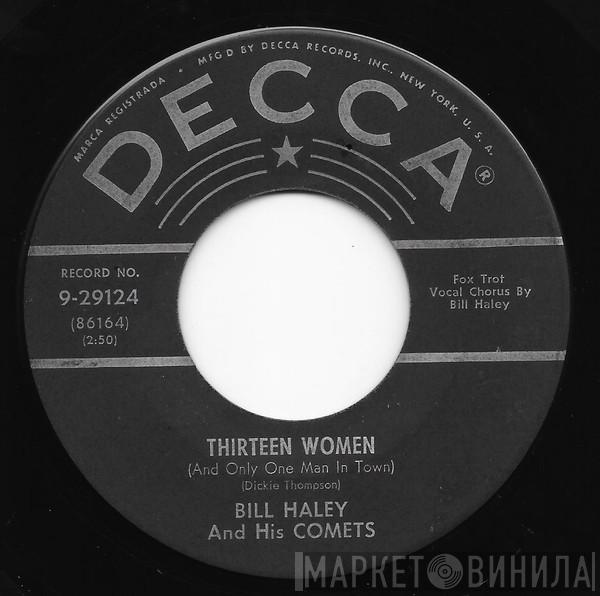 MARCA REGISTRADA • MFG'D BY DECCA RECORDS, INC., NEW YORK, U. S. A.
DECCA®
RECORD NO.
9-29124
(86164)
(2:50)
Fox Trot
Vocal Chorus By
Bill Haley
THIRTEEN WOMEN
(And Only One Man In Town)
(Dickie Thompson)
BILL HALEY
And His COMETS
МАРКЕТ ВИНИЛА